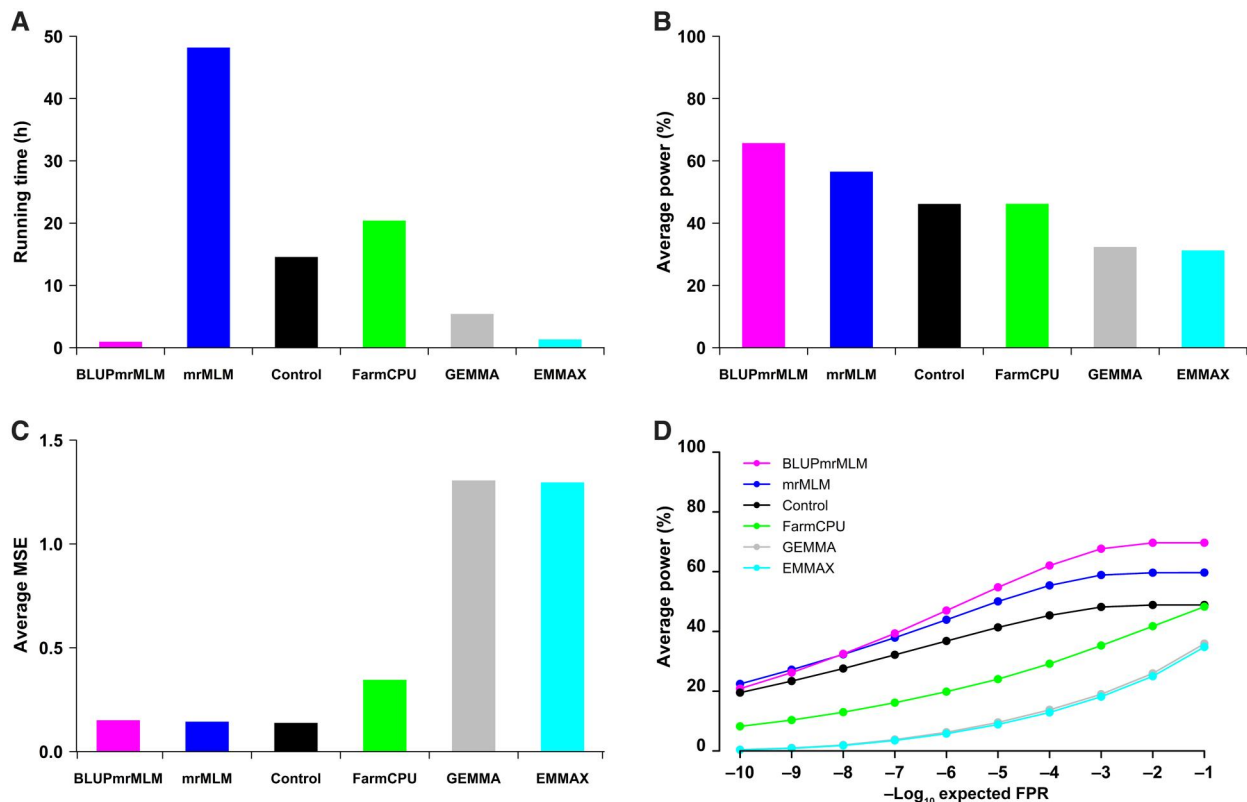 A
Running time (h)
50
40
30
20
10
0
BLUPmrMLM mrMLM Control FarmCPU GEMMA EMMAX
B
Average power (%)
100
80
60
40
20
0
BLUPmrMLM mrMLM Control FarmCPU GEMMA EMMAX
C
Average MSE
1.5
1.0
0.5
0.0
BLUPmrMLM mrMLM Control FarmCPU GEMMA EMMAX
D
Average power (%)
100
80
60
40
20
0
BLUPmrMLM
mrMLM
Control
FarmCPU
GEMMA
EMMAX
–10 –9 –8 –7 –6 –5 –4 –3 –2 –1
–Log10 expected FPR